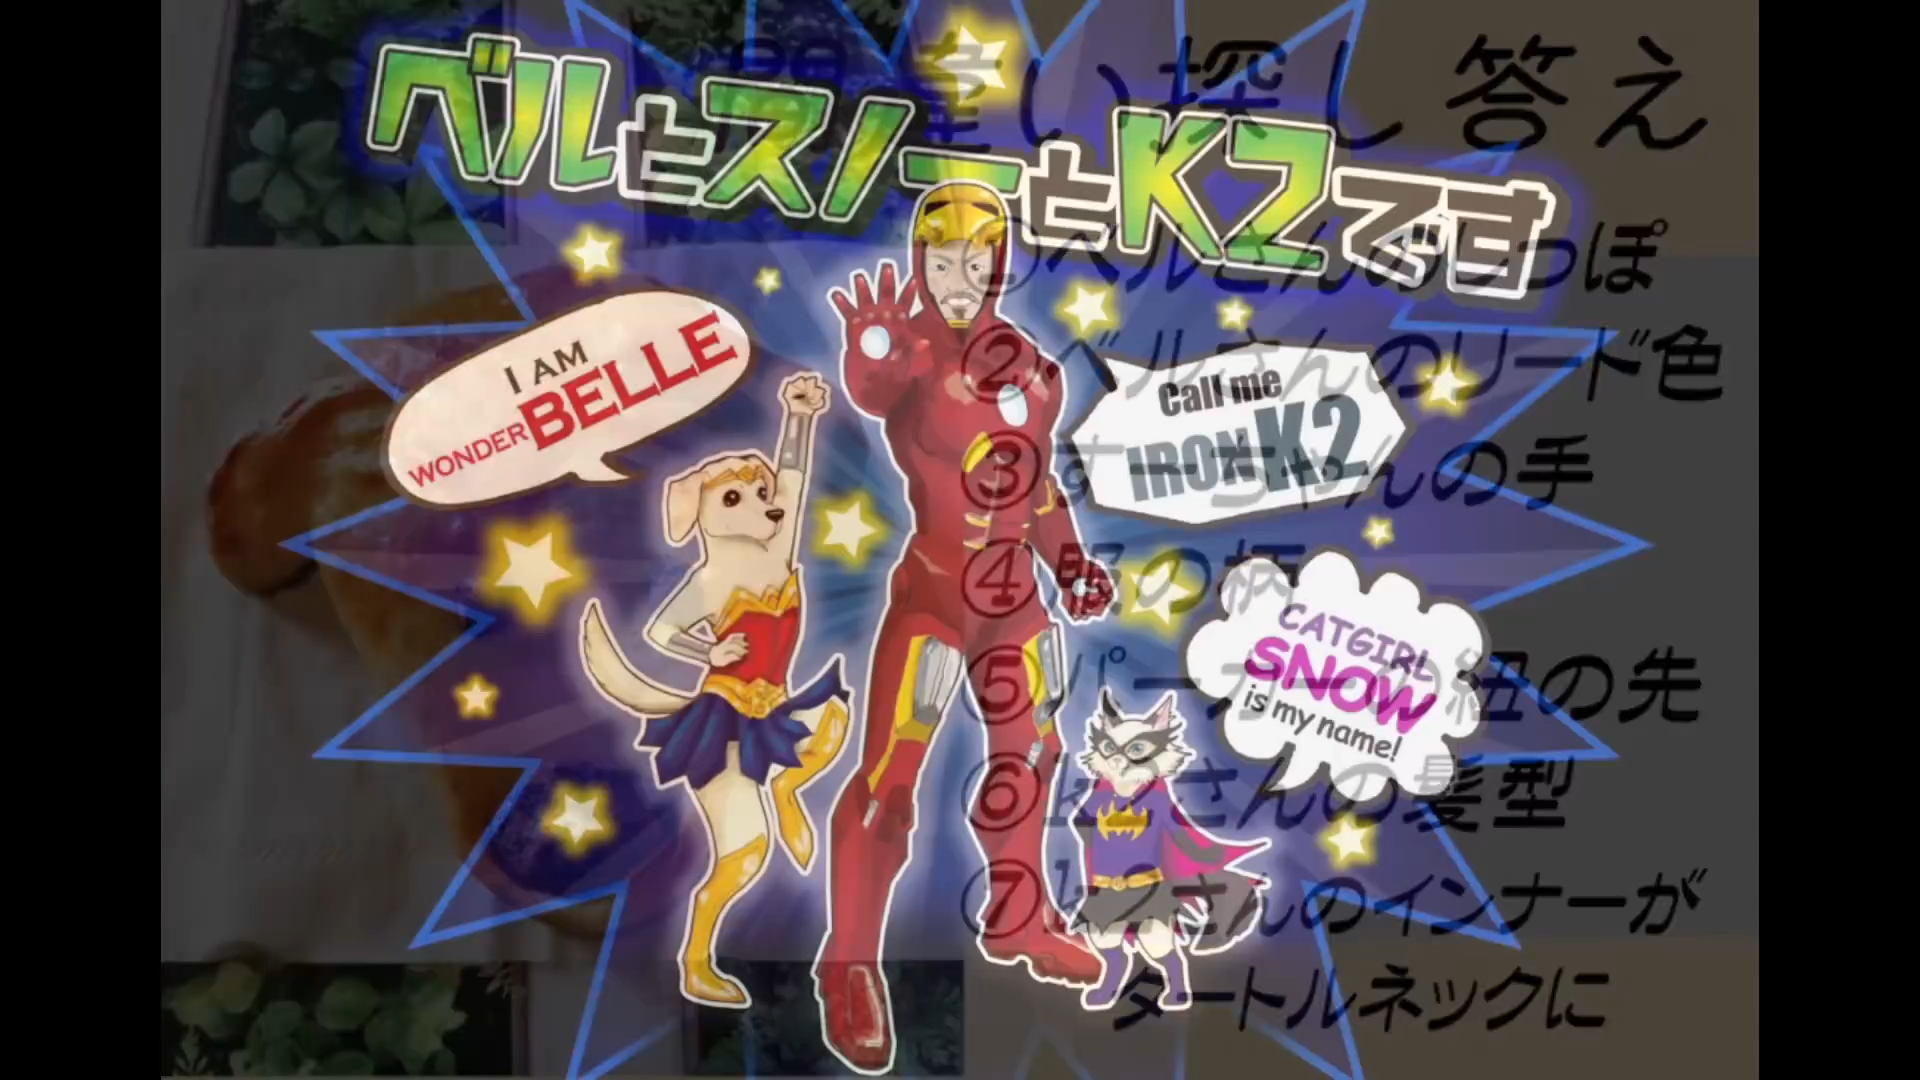 間違い探し答え
ベルとスノーとK2です
①ベルさんのしっぽ
②ベルさんのリード色
I AM
WONDER BELLE
Call me
IRON K2
③すーちゃんの手
④服の柄
CATGIRL
SNOW
is my name!
⑤パーカーの紐の先
⑥k2さんの髪型
⑦k2さんのインナーが
タートルネックに